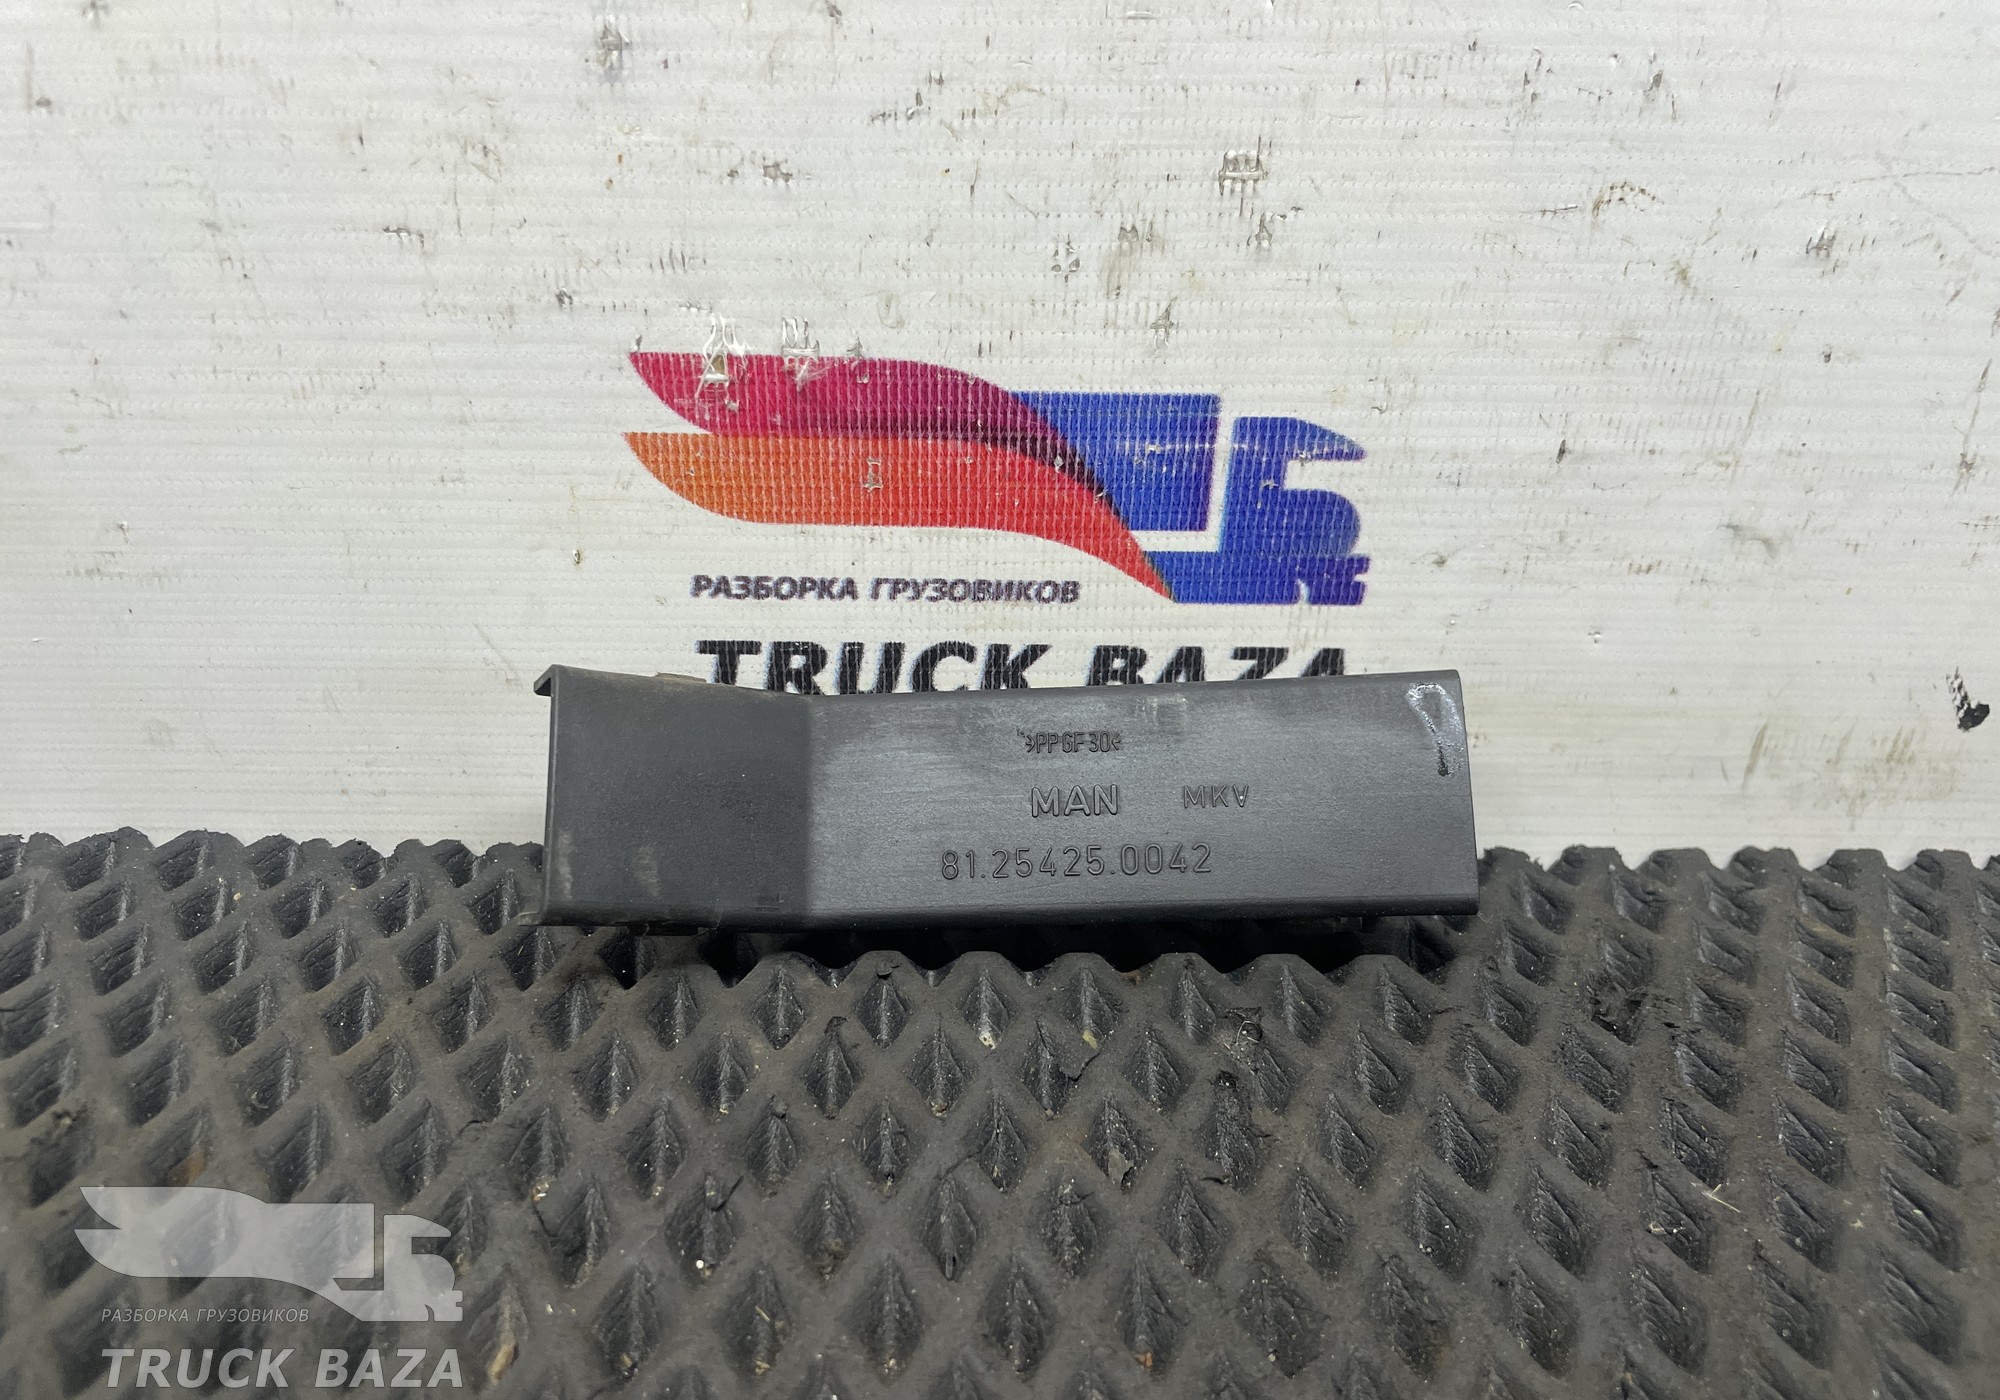 РАЗБОРКА ГРУЗОВИКОВ
TRUCK BAZA
>PP GF 30<
MAN MKV
81.25425.0042
РАЗБОРКА ГРУЗОВИКОВ
TRUCK BAZA